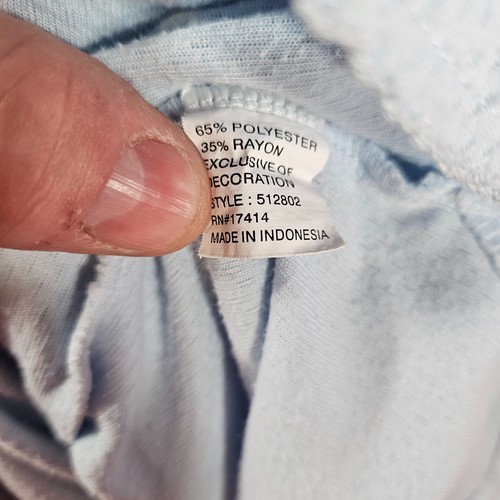 65% POLYESTER
35% RAYON
EXCLUSIVE OF
DECORATION
STYLE : 512802
RN#17414
MADE IN INDONESIA